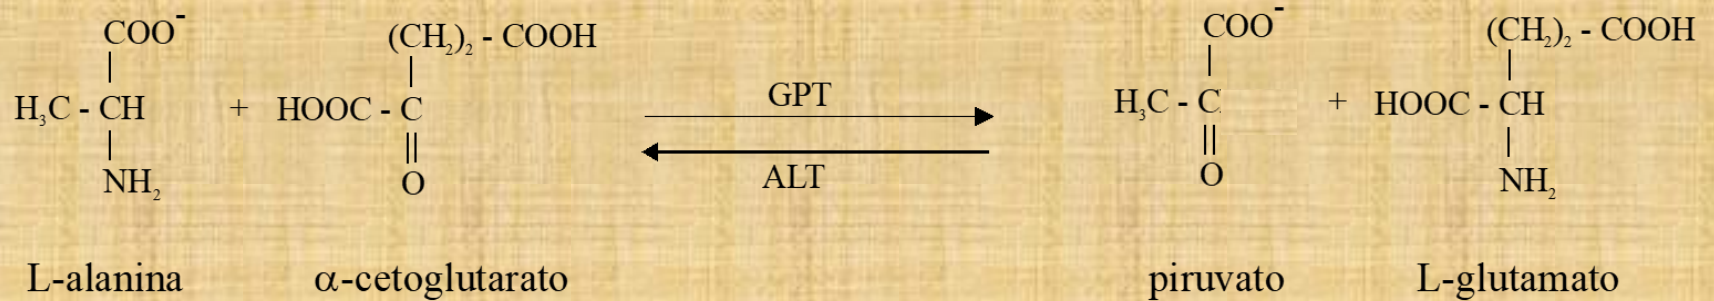 COO⁻ (CH₂)₂ - COOH COO⁻ (CH₂)₂ - COOH
H₃C - CH + HOOC - C GPT H₃C - C + HOOC - CH
NH₂ O ALT O NH₂
L-alanina α-cetoglutarato piruvato L-glutamato